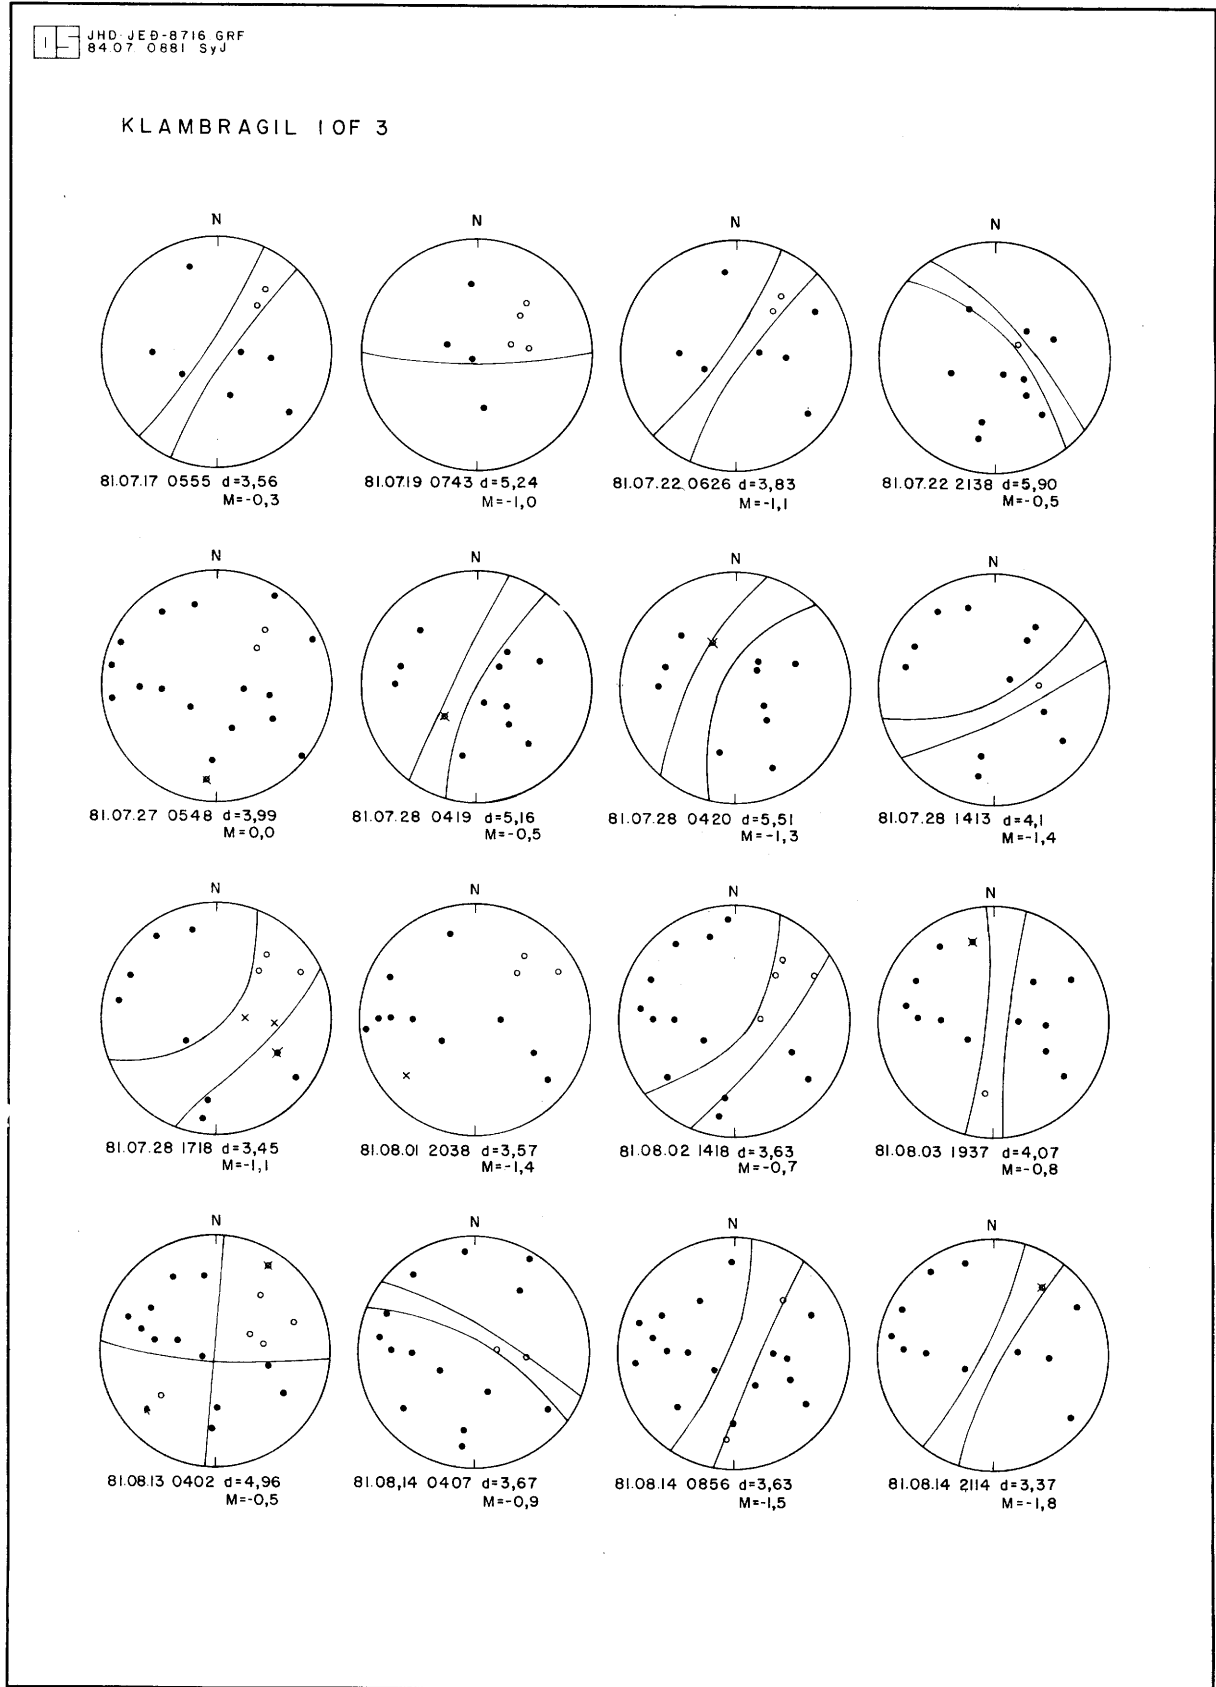 JHD-JEÐ-8716 GRF
84.07 0881 SyJ
KLAMBRAGIL 1 OF 3
N N N N
81.07.17 0555 d=3,56 81.07.19 0743 d=5,24 81.07.22 0626 d=3,83 81.07.22 2138 d=5,90
M=-0,3 M=-1,0 M=-1,1 M=-0,5
N N N N
81.07.27 0548 d=3,99 81.07.28 0419 d=5,16 81.07.28 0420 d=5,51 81.07.28 1413 d=4,1
M=0,0 M=-0,5 M=-1,3 M=-1,4
N N N N
81.07.28 1718 d=3,45 81.08.01 2038 d=3,57 81.08.02 1418 d=3,63 81.08.03 1937 d=4,07
M=-1,1 M=-1,4 M=-0,7 M=-0,8
N N N N
81.08.13 0402 d=4,96 81.08,14 0407 d=3,67 81.08.14 0856 d=3,63 81.08.14 2114 d=3,37
M=-0,5 M=-0,9 M=-1,5 M=-1,8